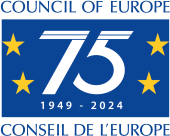 COUNCIL OF EUROPE
75
1949 - 2024
CONSEIL DE L'EUROPE